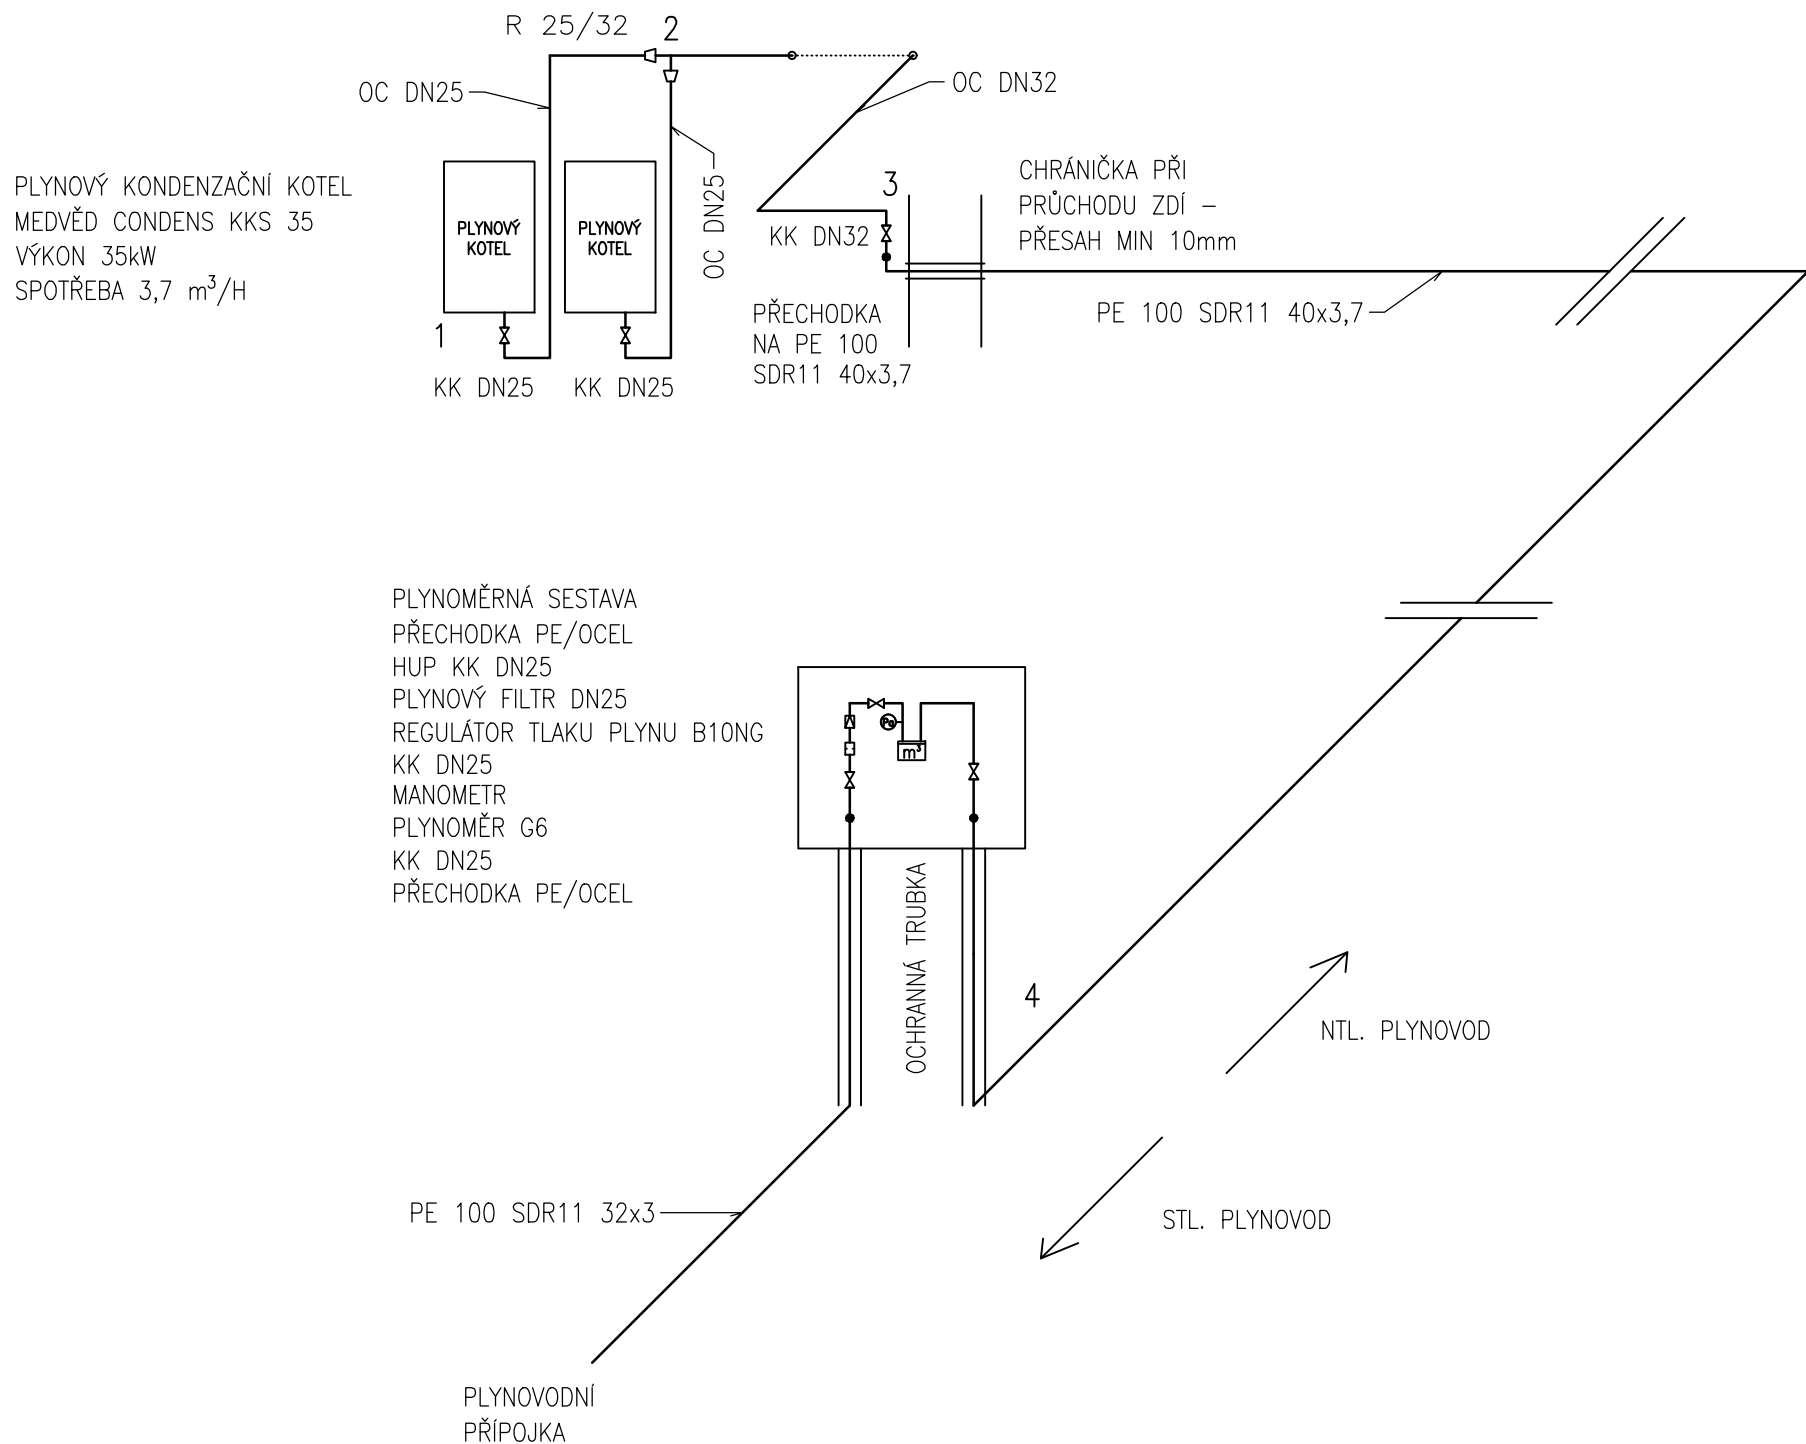 R 25/32
2
OC DN25
OC DN32
PLYNOVÝ KONDENZAČNÍ KOTEL
MEDVĚD CONDENS KKS 35
VÝKON 35kW
SPOTŘEBA 3,7 m³/H
PLYNOVÝ
KOTEL
PLYNOVÝ
KOTEL
OC DN25
1
KK DN25
KK DN25
3
KK DN32
CHRÁNIČKA PŘI
PRŮCHODU ZDÍ –
PŘESAH MIN 10mm
PŘECHODKA
NA PE 100
SDR11 40x3,7
PE 100 SDR11 40x3,7
PLYNOMĚRNÁ SESTAVA
PŘECHODKA PE/OCEL
HUP KK DN25
PLYNOVÝ FILTR DN25
REGULÁTOR TLAKU PLYNU B10NG
KK DN25
MANOMETR
PLYNOMĚR G6
KK DN25
PŘECHODKA PE/OCEL
Pa
m³
OCHRANNÁ TRUBKA
4
NTL. PLYNOVOD
STL. PLYNOVOD
PE 100 SDR11 32x3
PLYNOVODNÍ
PŘÍPOJKA